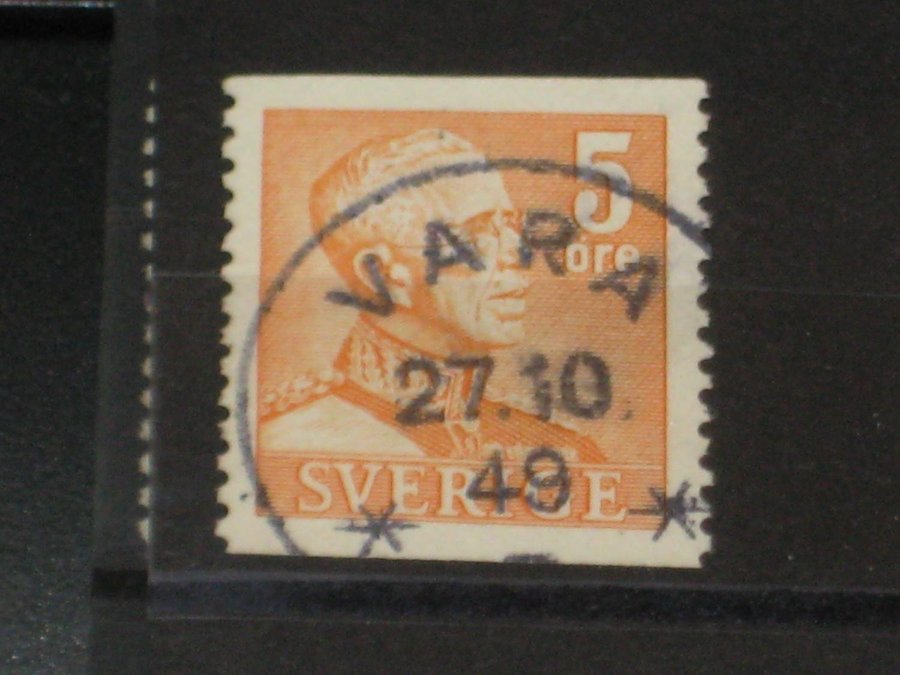 5
öre
VARA
27.10.
48
SVERIGE